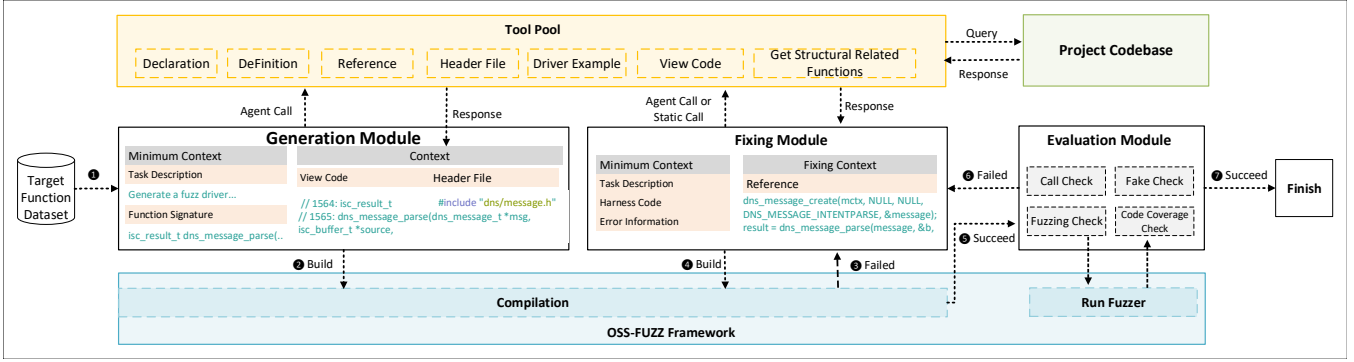 Tool Pool
Declaration
DeFinition
Reference
Header File
Driver Example
View Code
Get Structural Related
Functions
Query
Response
Project Codebase
Agent Call
Response
Agent Call or
Static Call
Response
Target
Function
Dataset
❶
Generation Module
Minimum Context
Task Description
Generate a fuzz driver...
Function Signature
isc_result_t dns_message_parse(..
Context
View Code
Header File
// 1564: isc_result_t
// 1565: dns_message_parse(dns_message_t *msg,
isc_buffer_t *source,
#include "dns/message.h"
Fixing Module
Minimum Context
Task Description
Harness Code
Error Information
Fixing Context
Reference
dns_message_create(mctx, NULL, NULL,
DNS_MESSAGE_INTENTPARSE, &message);
result = dns_message_parse(message, &b,
❻ Failed
❺ Succeed
Evaluation Module
Call Check
Fake Check
Fuzzing Check
Code Coverage
Check
❼ Succeed
Finish
❷ Build
❹ Build
❸ Failed
Compilation
Run Fuzzer
OSS-FUZZ Framework